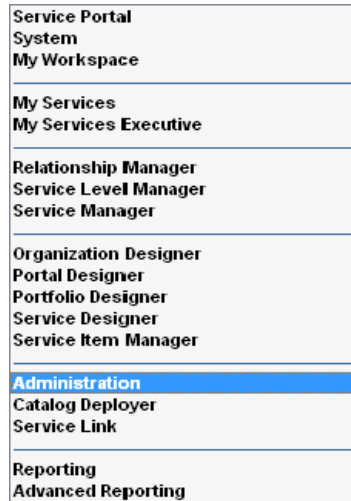 Service Portal
System
My Workspace
My Services
My Services Executive
Relationship Manager
Service Level Manager
Service Manager
Organization Designer
Portal Designer
Portfolio Designer
Service Designer
Service Item Manager
Administration
Catalog Deployer
Service Link
Reporting
Advanced Reporting